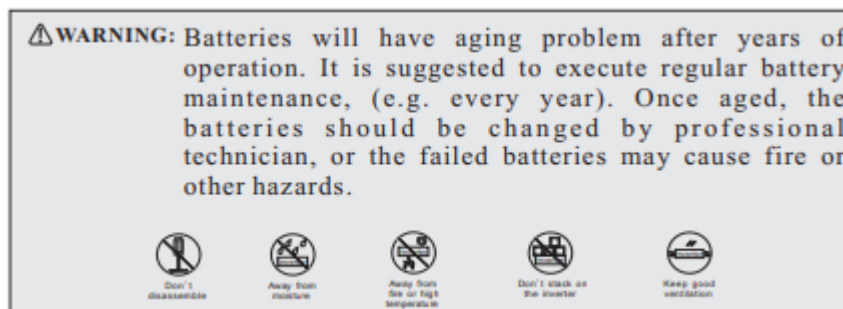 WARNING: Batteries will have aging problem after years of
operation. It is suggested to execute regular battery
maintenance, (e.g. every year). Once aged, the
batteries should be changed by professional
technician, or the failed batteries may cause fire or
other hazards.
Don't disassemble
Away from moisture
Away from fire or high temperature
Don't stack on the inverter
Keep good ventilation